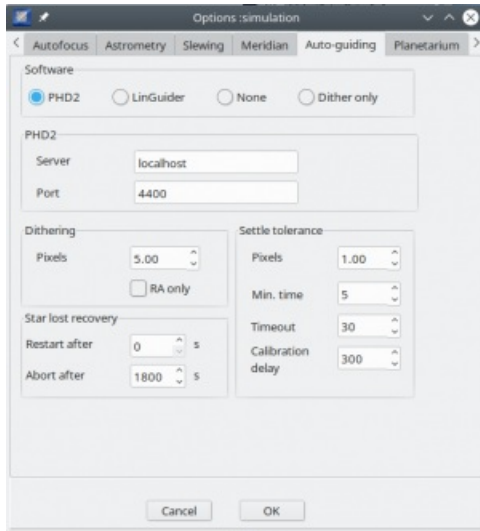 Options :simulation
Autofocus Astrometry Slewing Meridian Auto-guiding Planetarium
Software
PHD2 LinGuider None Dither only
PHD2
Server localhost
Port 4400
Dithering
Pixels 5.00
RA only
Settle tolerance
Pixels 1.00
Min. time 5
Timeout 30
Calibration
delay 300
Star lost recovery
Restart after 0 s
Abort after 1800 s
Cancel OK